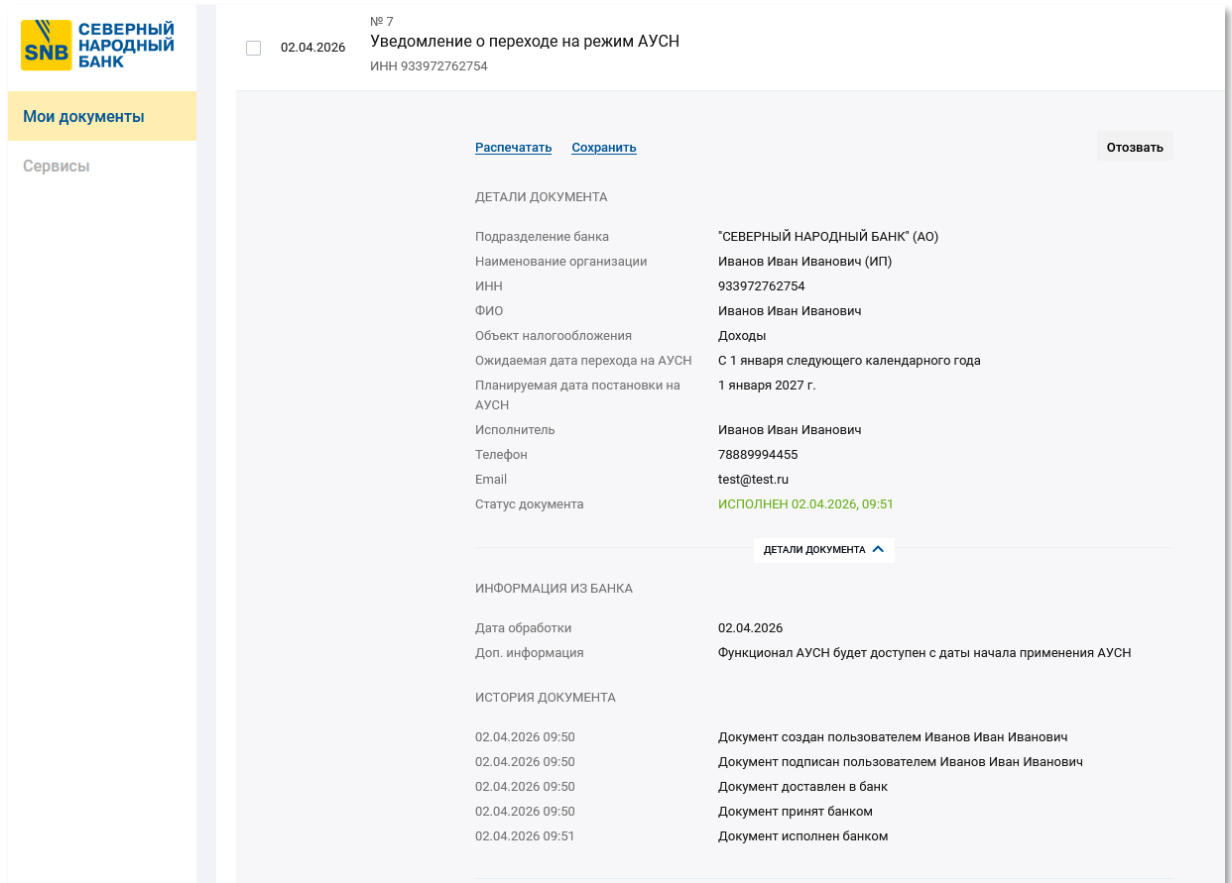 SNB
СЕВЕРНЫЙ
НАРОДНЫЙ
БАНК
Мои документы
Сервисы
№ 7
02.04.2026
Уведомление о переходе на режим АУСН
ИНН 933972762754
Распечатать Сохранить Отозвать
ДЕТАЛИ ДОКУМЕНТА
Подразделение банка "СЕВЕРНЫЙ НАРОДНЫЙ БАНК" (АО)
Наименование организации Иванов Иван Иванович (ИП)
ИНН 933972762754
ФИО Иванов Иван Иванович
Объект налогообложения Доходы
Ожидаемая дата перехода на АУСН С 1 января следующего календарного года
Планируемая дата постановки на 1 января 2027 г.
АУСН
Исполнитель Иванов Иван Иванович
Телефон 78889994455
Email test@test.ru
Статус документа ИСПОЛНЕН 02.04.2026, 09:51
ДЕТАЛИ ДОКУМЕНТА
ИНФОРМАЦИЯ ИЗ БАНКА
Дата обработки 02.04.2026
Доп. информация Функционал АУСН будет доступен с даты начала применения АУСН
ИСТОРИЯ ДОКУМЕНТА
02.04.2026 09:50 Документ создан пользователем Иванов Иван Иванович
02.04.2026 09:50 Документ подписан пользователем Иванов Иван Иванович
02.04.2026 09:50 Документ доставлен в банк
02.04.2026 09:50 Документ принят банком
02.04.2026 09:51 Документ исполнен банком